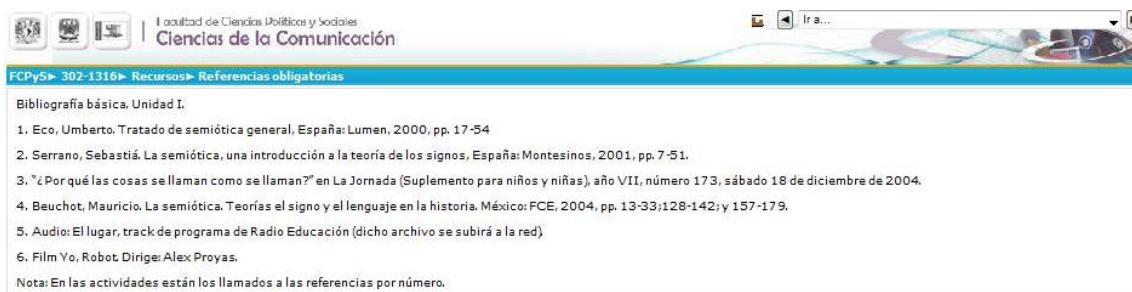 Facultad de Ciencias Políticas y Sociales
Ciencias de la Comunicación
Ir a...
FCPyS► 302-1316► Recursos► Referencias obligatorias
Bibliografía básica. Unidad I.
1. Eco, Umberto. Tratado de semiótica general, España: Lumen, 2000, pp. 17-54
2. Serrano, Sebastiá. La semiótica, una introducción a la teoría de los signos, España: Montesinos, 2001, pp. 7-51.
3. "¿Por qué las cosas se llaman como se llaman?" en La Jornada (Suplemento para niños y niñas), año VII, número 173, sábado 18 de diciembre de 2004.
4. Beuchot, Mauricio. La semiótica. Teorías el signo y el lenguaje en la historia. México: FCE, 2004, pp. 13-33;128-142; y 157-179.
5. Audio: El lugar, track de programa de Radio Educación (dicho archivo se subirá a la red).
6. Film Yo, Robot. Dirige: Alex Proyas.
Nota: En las actividades están los llamados a las referencias por número.